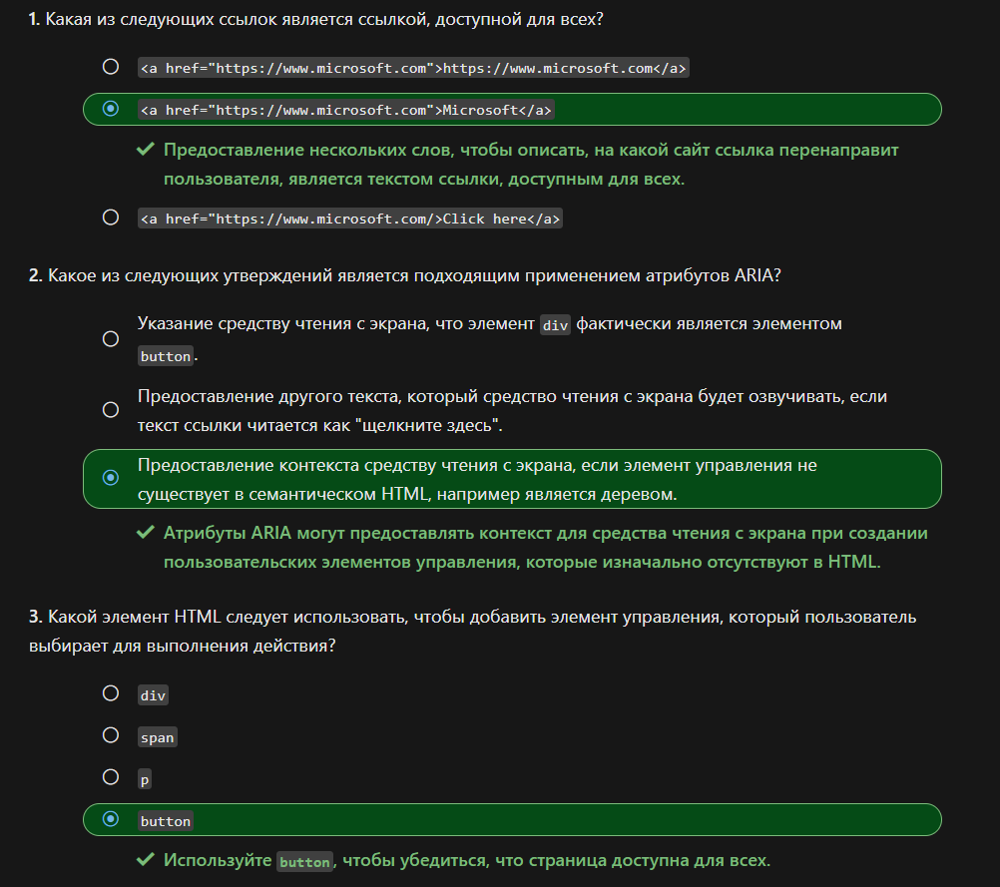 1. Какая из следующих ссылок является ссылкой, доступной для всех?
<a href="https://www.microsoft.com">https://www.microsoft.com</a>
<a href="https://www.microsoft.com">Microsoft</a>
Предоставление нескольких слов, чтобы описать, на какой сайт ссылка перенаправит
пользователя, является текстом ссылки, доступным для всех.
<a href="https://www.microsoft.com/>Click here</a>
2. Какое из следующих утверждений является подходящим применением атрибутов ARIA?
Указание средству чтения с экрана, что элемент div фактически является элементом
button.
Предоставление другого текста, который средство чтения с экрана будет озвучивать, если
текст ссылки читается как "щелкните здесь".
Предоставление контекста средству чтения с экрана, если элемент управления не
существует в семантическом HTML, например является деревом.
Атрибуты ARIA могут предоставлять контекст для средства чтения с экрана при создании
пользовательских элементов управления, которые изначально отсутствуют в HTML.
3. Какой элемент HTML следует использовать, чтобы добавить элемент управления, который пользователь
выбирает для выполнения действия?
div
span
p
button
Используйте button, чтобы убедиться, что страница доступна для всех.